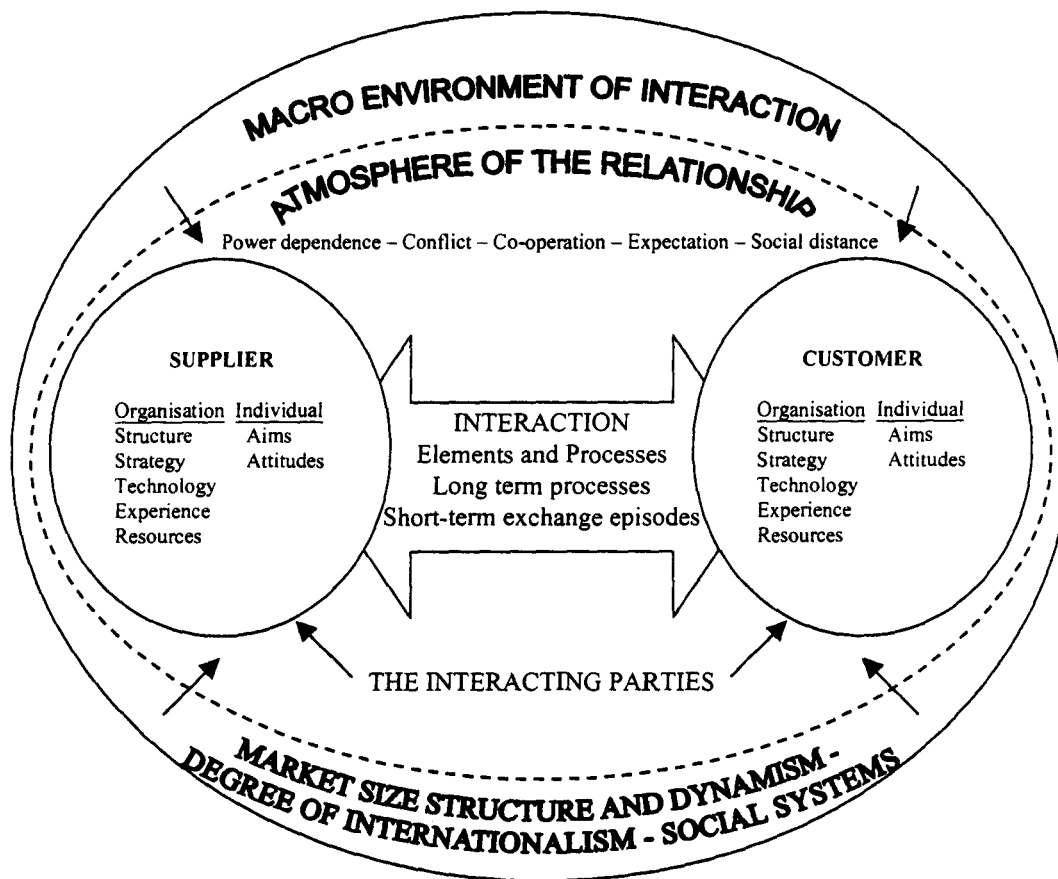 MACRO ENVIRONMENT OF INTERACTION
ATMOSPHERE OF THE RELATIONSHIP
Power dependence – Conflict – Co-operation – Expectation – Social distance
SUPPLIER
Organisation Individual
Structure Aims
Strategy Attitudes
Technology
Experience
Resources
INTERACTION
Elements and Processes
Long term processes
Short-term exchange episodes
CUSTOMER
Organisation Individual
Structure Aims
Strategy Attitudes
Technology
Experience
Resources
THE INTERACTING PARTIES
MARKET SIZE STRUCTURE AND DYNAMISM -
DEGREE OF INTERNATIONALISM - SOCIAL SYSTEMS